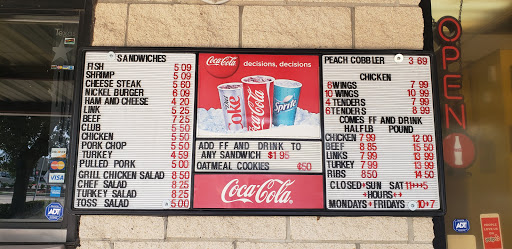 SANDWICHES
FISH 5 09
SHRIMP 5 09
CHEESE STEAK 5 60
NICKEL BURGER 6 09
HAM AND CHEESE 4 20
LINK 5 25
BEEF 7 25
CLUB 5 50
CHICKEN 5 50
PORK CHOP 5 50
TURKEY 4 59
PULLED PORK 5 00
GRILL CHICKEN SALAD 8 50
CHEF SALAD 8 25
TURKEY SALAD 8 25
TOSS SALAD 5 00
Coca-Cola decisions, decisions
Coke
Coca-Cola
Sprite
ADD FF AND DRINK TO
ANY SANDWICH $1 95
OATMEAL COOKIES $50
Coca-Cola
PEACH COBBLER 3 69
CHICKEN
6WINGS 7 99
10 WINGS 10 99
4 TENDERS 7 99
6TENDERS 8 99
COMES FF AND DRINK
HALFLB POUND
CHICKEN 7 99 12 00
BEEF 8 85 15 50
LINKS 7 99 13 99
TURKEY 7 99 13 99
RIBS 8 50 14 50
CLOSED+SUN SAT 11+++5
+HOURS++
MONDAYS+FRIDAYS 10+7
OPEN
VISA
ADT
ADT